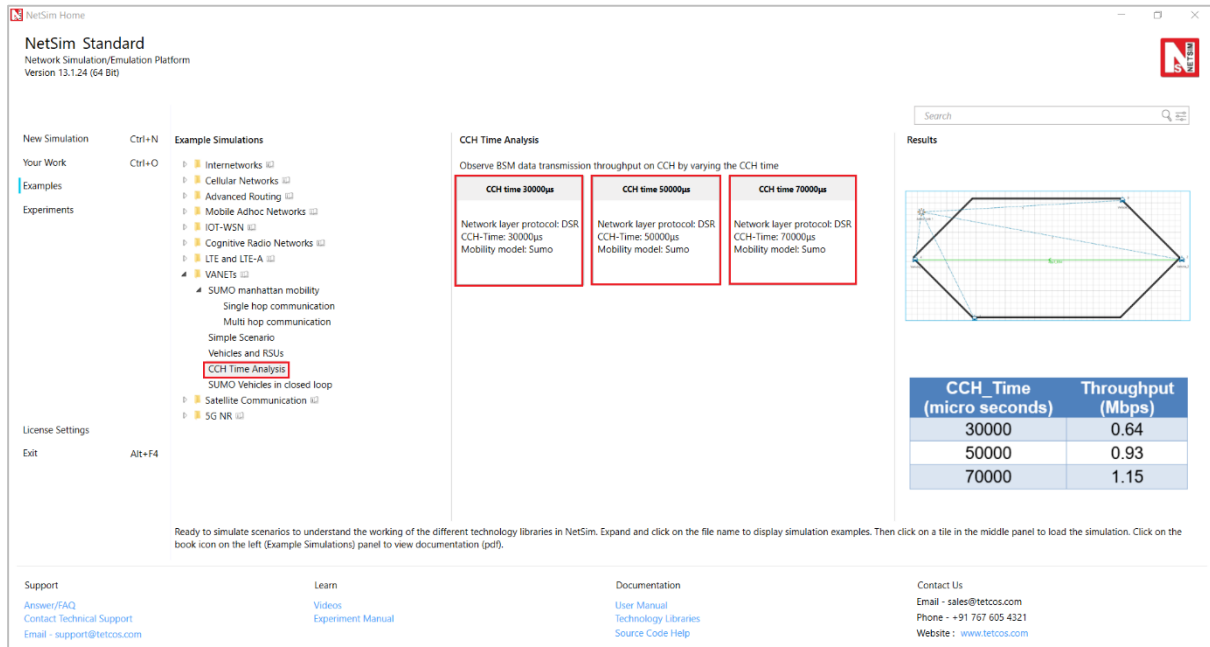 NetSim Home
NetSim Standard
Network Simulation/Emulation Platform
Version 13.1.24 (64 Bit)
NETSIM
Search
New Simulation Ctrl+N
Your Work Ctrl+O
Examples
Experiments
License Settings
Exit Alt+F4
Example Simulations
Internetworks
Cellular Networks
Advanced Routing
Mobile Adhoc Networks
IOT-WSN
Cognitive Radio Networks
LTE and LTE-A
VANETs
SUMO manhattan mobility
Single hop communication
Multi hop communication
Simple Scenario
Vehicles and RSUs
CCH Time Analysis
SUMO Vehicles in closed loop
Satellite Communication
5G NR
CCH Time Analysis
Observe BSM data transmission throughput on CCH by varying the CCH time
CCH time 30000µs
Network layer protocol: DSR
CCH-Time: 30000µs
Mobility model: Sumo
CCH time 50000µs
Network layer protocol: DSR
CCH-Time: 50000µs
Mobility model: Sumo
CCH time 70000µs
Network layer protocol: DSR
CCH-Time: 70000µs
Mobility model: Sumo
Results
CCH_Time (micro seconds) Throughput (Mbps)
30000 0.64
50000 0.93
70000 1.15
Ready to simulate scenarios to understand the working of the different technology libraries in NetSim. Expand and click on the file name to display simulation examples. Then click on a tile in the middle panel to load the simulation. Click on the
book icon on the left (Example Simulations) panel to view documentation (pdf).
Support
Answer/FAQ
Contact Technical Support
Email - support@tetcos.com
Learn
Videos
Experiment Manual
Documentation
User Manual
Technology Libraries
Source Code Help
Contact Us
Email - sales@tetcos.com
Phone - +91 767 605 4321
Website : www.tetcos.com